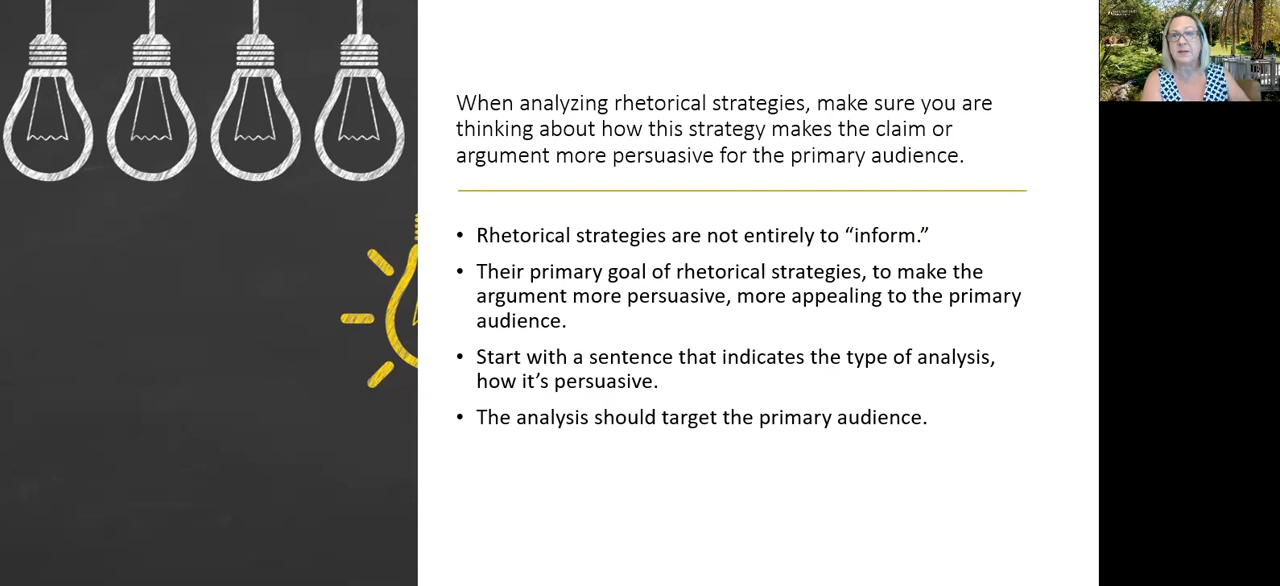 When analyzing rhetorical strategies, make sure you are
thinking about how this strategy makes the claim or
argument more persuasive for the primary audience.
• Rhetorical strategies are not entirely to “inform.”
• Their primary goal of rhetorical strategies, to make the
argument more persuasive, more appealing to the primary
audience.
• Start with a sentence that indicates the type of analysis,
how it’s persuasive.
• The analysis should target the primary audience.